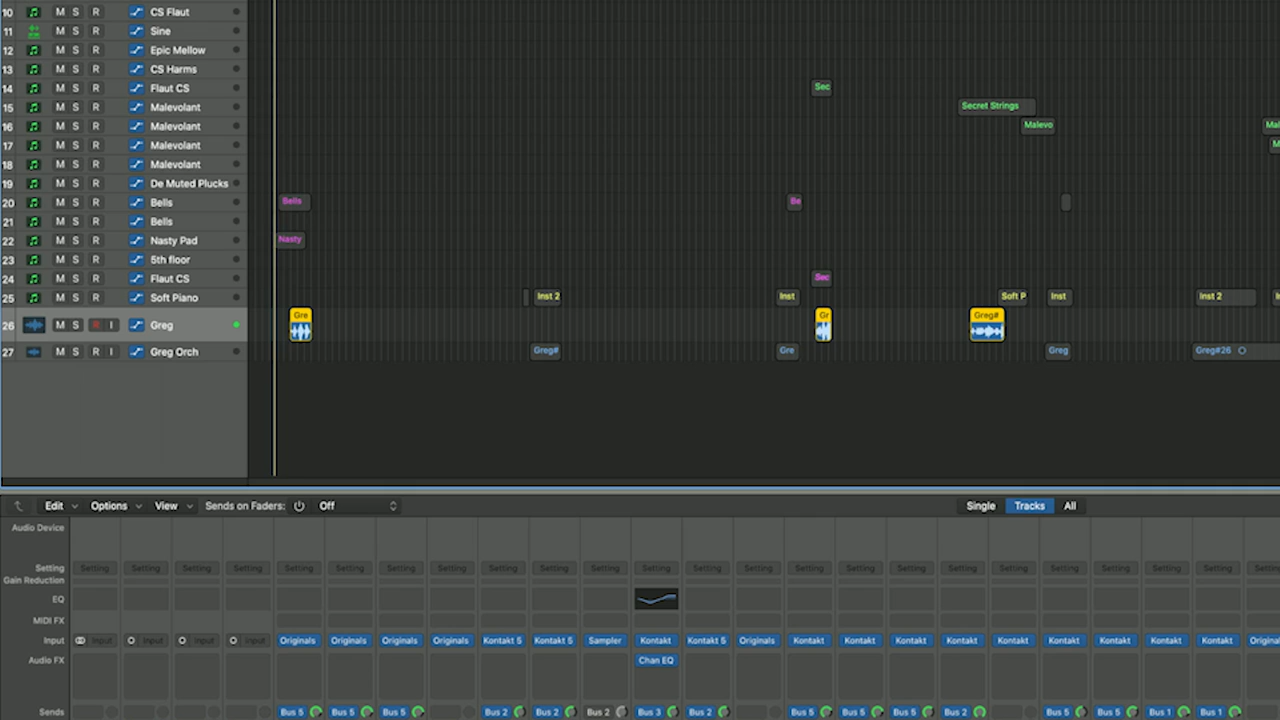 10 M S R CS Flaut
11 M S R Sine
12 M S R Epic Mellow
13 M S R CS Harms
14 M S R Flaut CS Sec
15 M S R Malevolant Secret Strings
16 M S R Malevolant Malevo Mal
17 M S R Malevolant M
18 M S R Malevolant
19 M S R De Muted Plucks
20 M S R Bells Bells Be
21 M S R Bells
22 M S R Nasty Pad Nasty
23 M S R 5th floor
24 M S R Flaut CS Sec
25 M S R Soft Piano Inst 2 Inst Soft P Inst Inst 2
26 M S R I Greg Gre Gr Greg#
27 M S R I Greg Orch Greg# Gre Greg Greg#26
Edit Options View Sends on Faders: Off Single Tracks All
Audio Device
Setting Setting Setting Setting Setting Setting Setting Setting Setting Setting Setting Setting Setting Setting Setting Setting Setting Setting Setting Setting Setting Setting Setting Setting Settin
Gain Reduction
EQ
MIDI FX
Input Input Input Input Input Originals Originals Originals Originals Kontakt 5 Kontakt 5 Sampler Kontakt Kontakt 5 Originals Kontakt Kontakt Kontakt Kontakt Kontakt Kontakt Kontakt Kontakt Kontakt Origina
Audio FX Chan EQ
Sends Bus 5 Bus 5 Bus 5 Bus 2 Bus 2 Bus 2 Bus 3 Bus 2 Bus 5 Bus 5 Bus 5 Bus 2 Bus 5 Bus 5 Bus 1 Bus 1